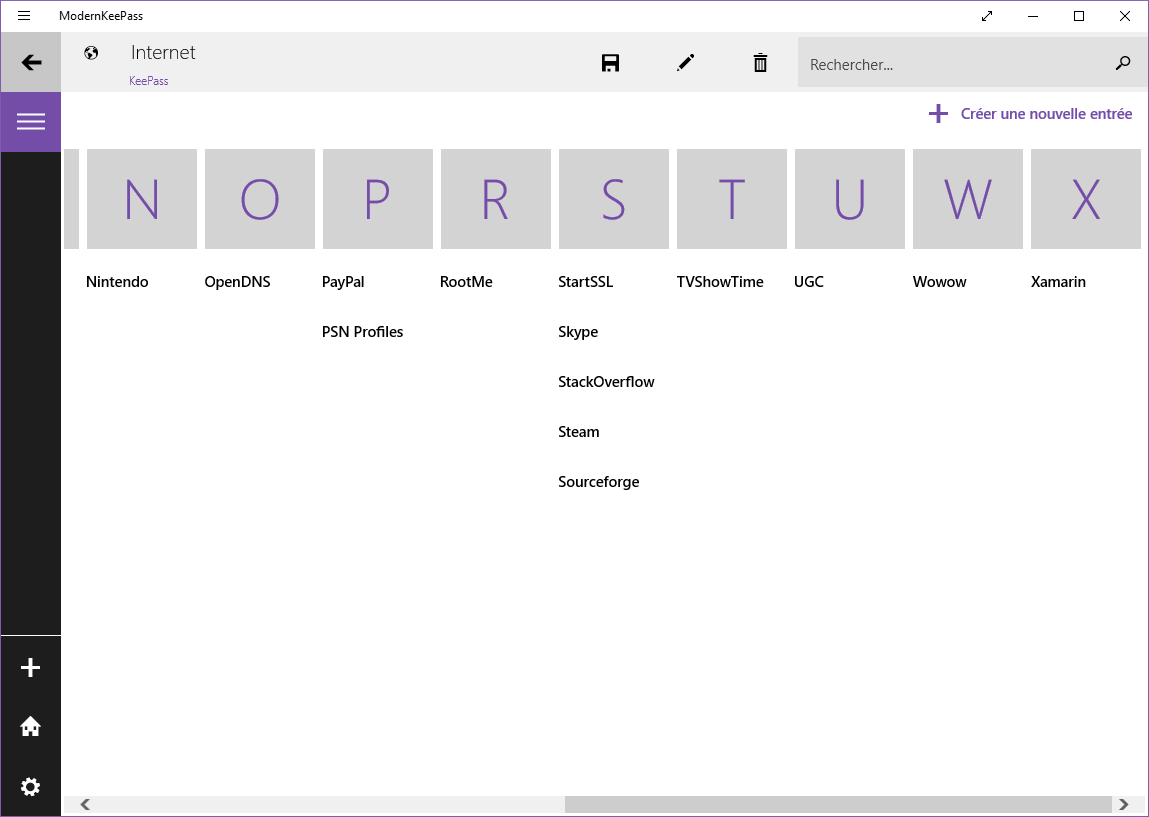 ModernKeePass
Internet
KeePass
Rechercher...
Créer une nouvelle entrée
N O P R S T U W X
Nintendo OpenDNS PayPal RootMe StartSSL TVShowTime UGC Wowow Xamarin
PSN Profiles Skype
StackOverflow
Steam
Sourceforge